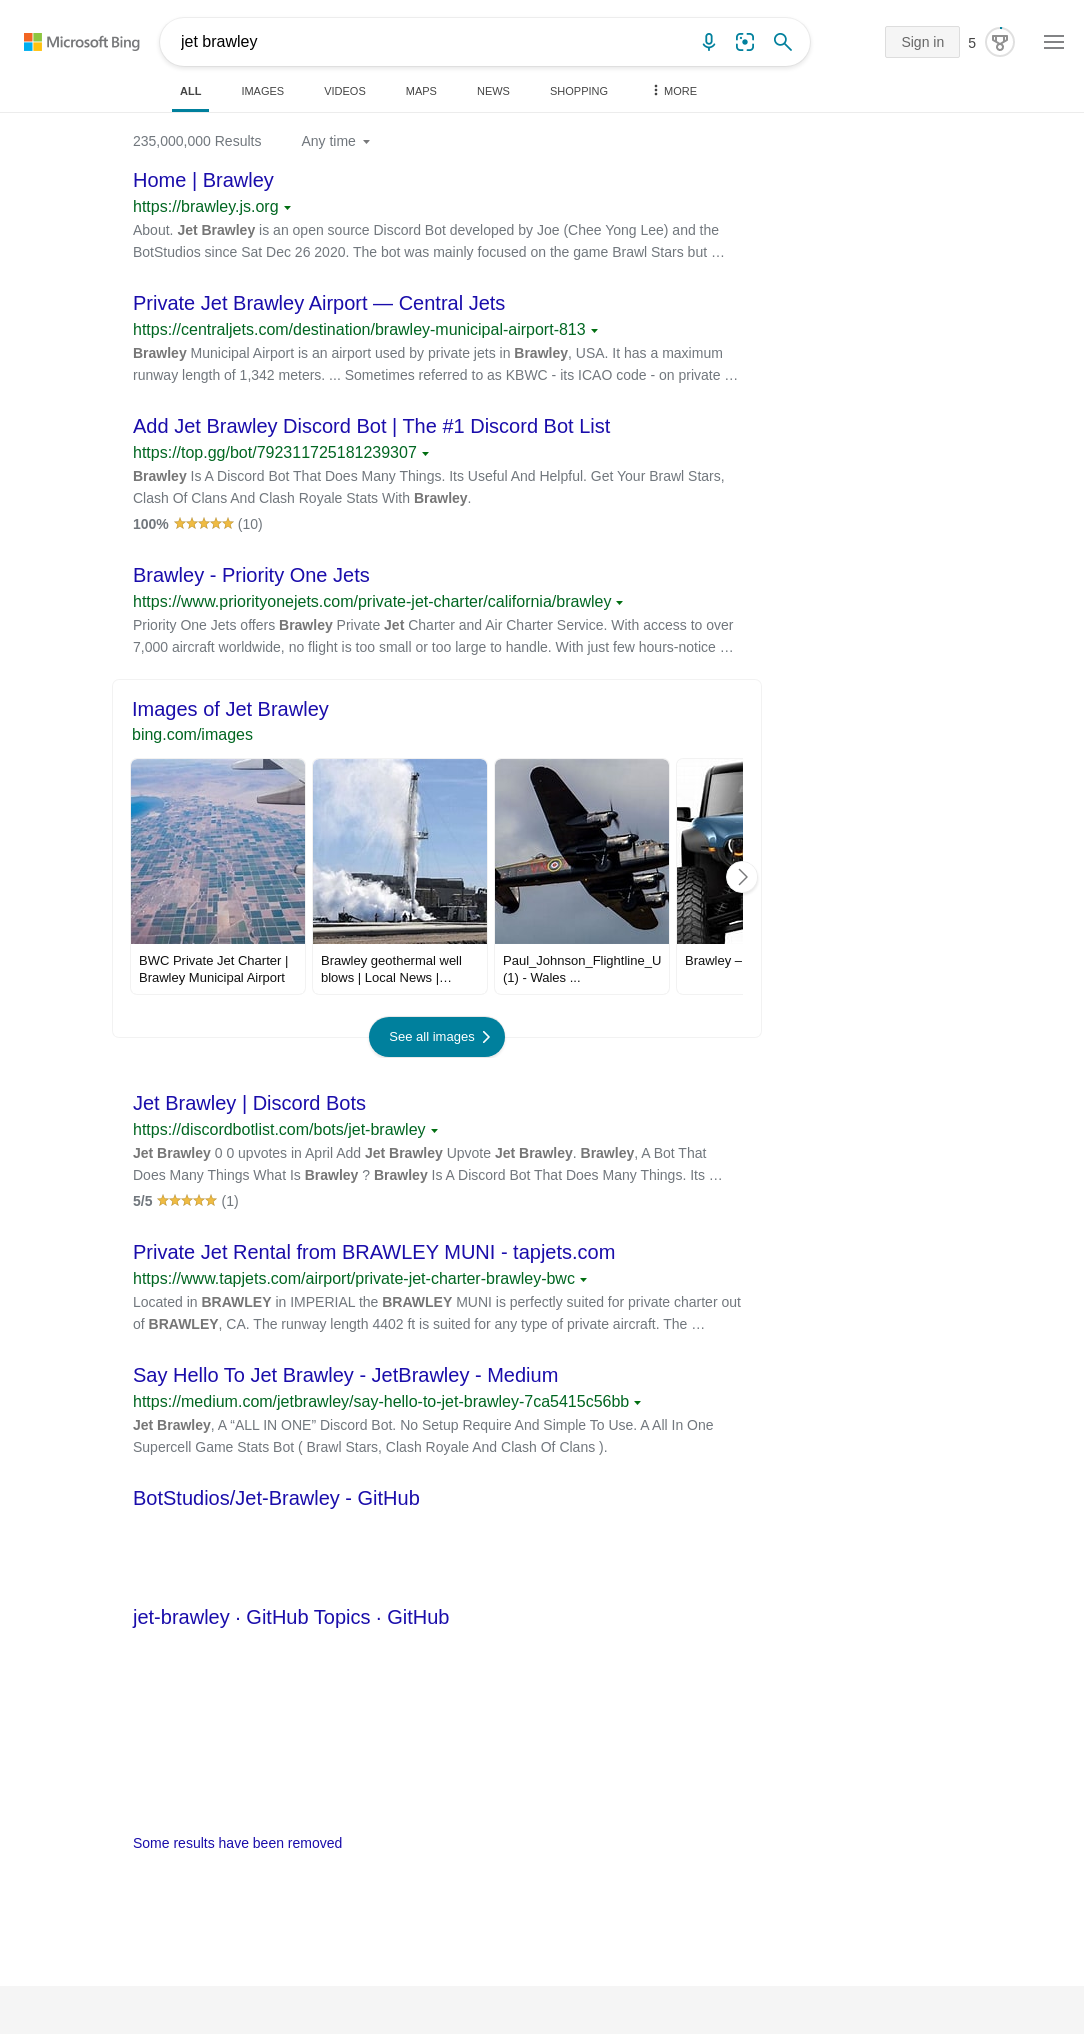 Microsoft Bing
jet brawley
Sign in
5
ALL
IMAGES
VIDEOS
MAPS
NEWS
SHOPPING
MORE
235,000,000 Results
Any time
Home | Brawley
https://brawley.js.org
About. Jet Brawley is an open source Discord Bot developed by Joe (Chee Yong Lee) and the
BotStudios since Sat Dec 26 2020. The bot was mainly focused on the game Brawl Stars but …
Private Jet Brawley Airport — Central Jets
https://centraljets.com/destination/brawley-municipal-airport-813
Brawley Municipal Airport is an airport used by private jets in Brawley, USA. It has a maximum
runway length of 1,342 meters. ... Sometimes referred to as KBWC - its ICAO code - on private …
Add Jet Brawley Discord Bot | The #1 Discord Bot List
https://top.gg/bot/792311725181239307
Brawley Is A Discord Bot That Does Many Things. Its Useful And Helpful. Get Your Brawl Stars,
Clash Of Clans And Clash Royale Stats With Brawley.
100% (10)
Brawley - Priority One Jets
https://www.priorityonejets.com/private-jet-charter/california/brawley
Priority One Jets offers Brawley Private Jet Charter and Air Charter Service. With access to over
7,000 aircraft worldwide, no flight is too small or too large to handle. With just few hours-notice …
Images of Jet Brawley
bing.com/images
BWC Private Jet Charter |
Brawley Municipal Airport
Brawley geothermal well
blows | Local News |…
Paul_Johnson_Flightline_U
(1) - Wales ...
Brawley –
See all images
Jet Brawley | Discord Bots
https://discordbotlist.com/bots/jet-brawley
Jet Brawley 0 0 upvotes in April Add Jet Brawley Upvote Jet Brawley. Brawley, A Bot That
Does Many Things What Is Brawley ? Brawley Is A Discord Bot That Does Many Things. Its …
5/5 (1)
Private Jet Rental from BRAWLEY MUNI - tapjets.com
https://www.tapjets.com/airport/private-jet-charter-brawley-bwc
Located in BRAWLEY in IMPERIAL the BRAWLEY MUNI is perfectly suited for private charter out
of BRAWLEY, CA. The runway length 4402 ft is suited for any type of private aircraft. The …
Say Hello To Jet Brawley - JetBrawley - Medium
https://medium.com/jetbrawley/say-hello-to-jet-brawley-7ca5415c56bb
Jet Brawley, A “ALL IN ONE” Discord Bot. No Setup Require And Simple To Use. A All In One
Supercell Game Stats Bot ( Brawl Stars, Clash Royale And Clash Of Clans ).
BotStudios/Jet-Brawley - GitHub
jet-brawley · GitHub Topics · GitHub
Some results have been removed